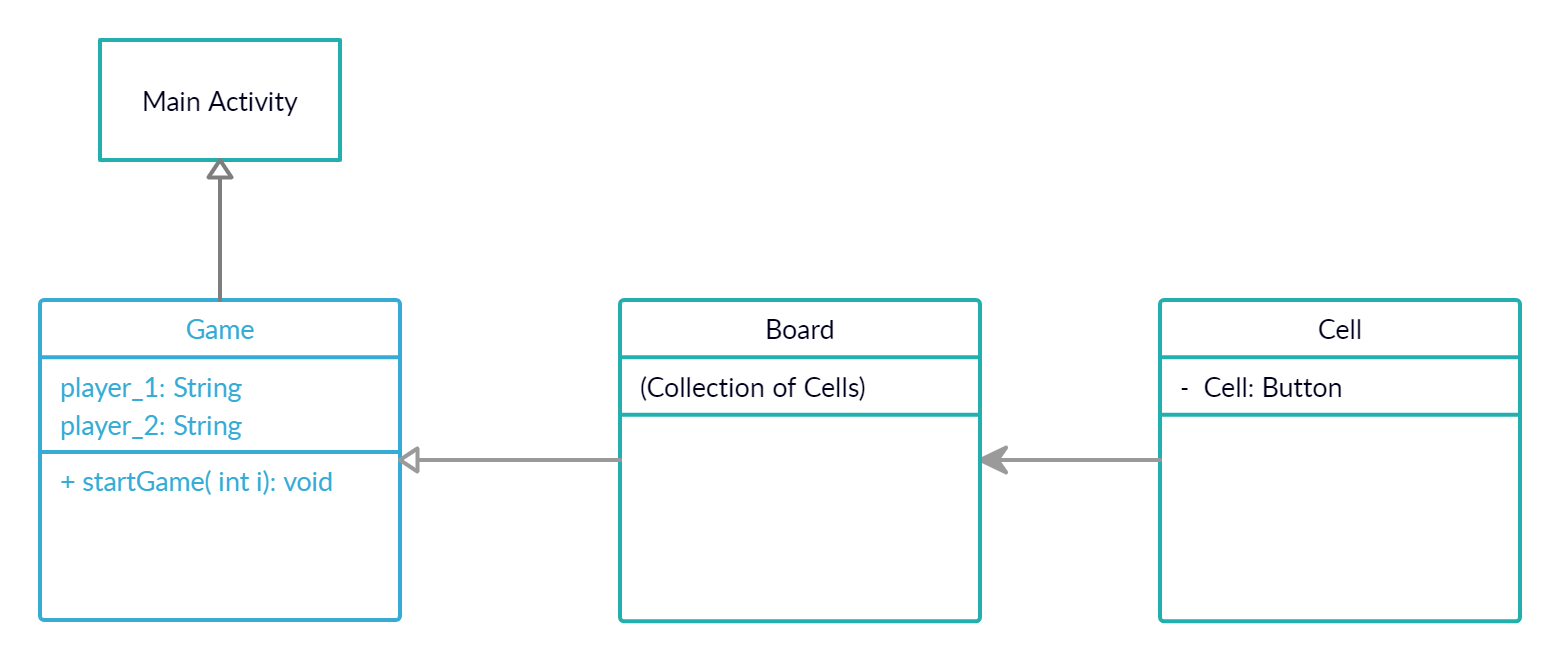 Main Activity
Game
player_1: String
player_2: String
+ startGame( int i): void
Board
(Collection of Cells)
Cell
- Cell: Button